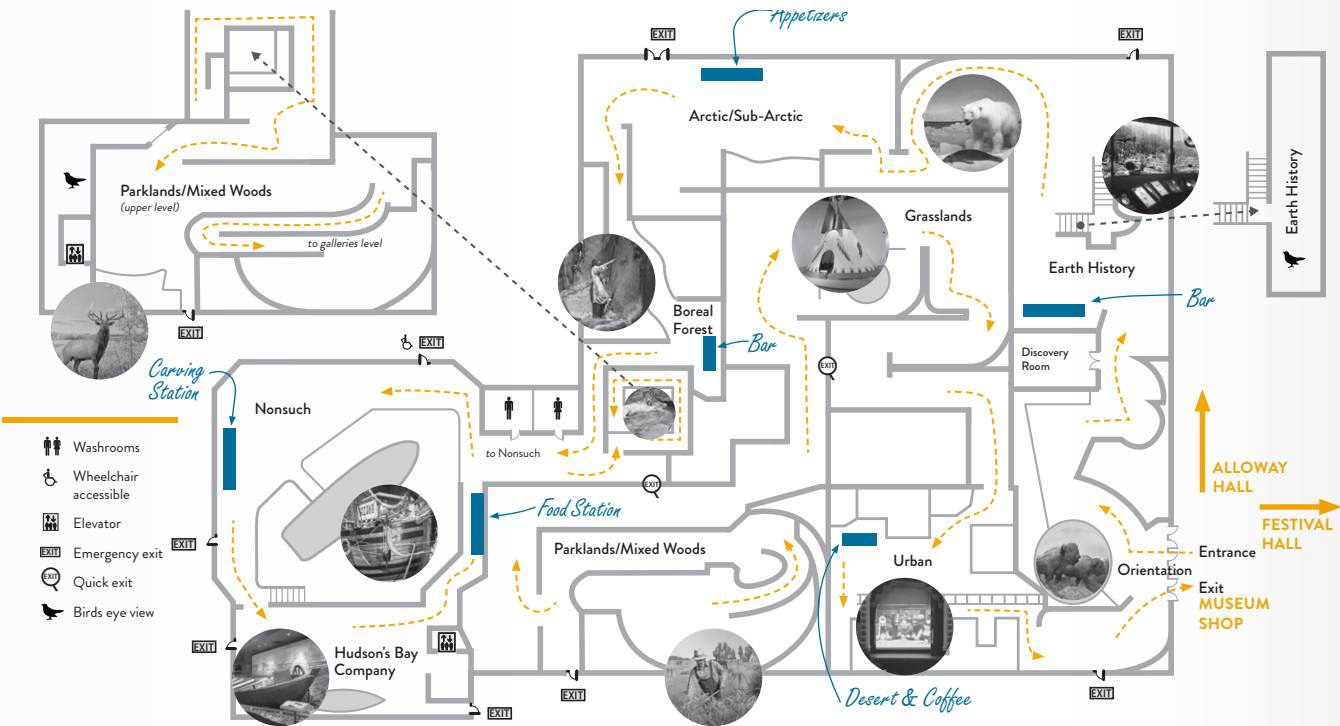 Appetizers
EXIT
EXIT
Arctic/Sub-Arctic
Parklands/Mixed Woods
(upper level)
to galleries level
EXIT
Grasslands
Earth History
Earth History
Boreal
Forest
Bar
Bar
Discovery
Room
EXIT
EXIT
Carving
Station
Nonsuch
to Nonsuch
EXIT
Washrooms
Wheelchair
accessible
Elevator
EXIT
Emergency exit
EXIT
Quick exit
Birds eye view
EXIT
EXIT
Food Station
Parklands/Mixed Woods
Urban
Orientation
Entrance
Exit
MUSEUM
SHOP
ALLOWAY
HALL
FESTIVAL
HALL
Hudson's Bay
Company
EXIT
EXIT
EXIT
Desert & Coffee